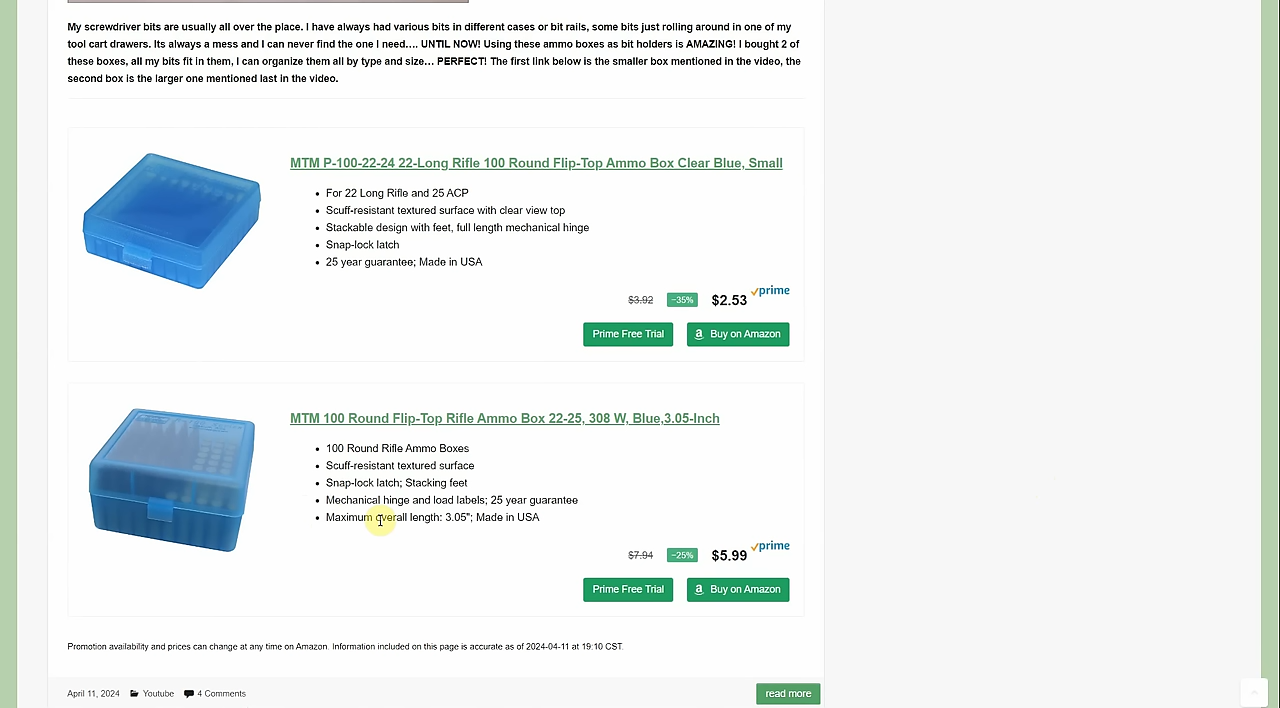 My screwdriver bits are usually all over the place. I have always had various bits in different cases or bit rails, some bits just rolling around in one of my
tool cart drawers. Its always a mess and I can never find the one I need.... UNTIL NOW! Using these ammo boxes as bit holders is AMAZING! I bought 2 of
these boxes, all my bits fit in them, I can organize them all by type and size... PERFECT! The first link below is the smaller box mentioned in the video, the
second box is the larger one mentioned last in the video.
MTM P-100-22-24 22-Long Rifle 100 Round Flip-Top Ammo Box Clear Blue, Small
• For 22 Long Rifle and 25 ACP
• Scuff-resistant textured surface with clear view top
• Stackable design with feet, full length mechanical hinge
• Snap-lock latch
• 25 year guarantee; Made in USA
$3.92 −35% $2.53 prime
Prime Free Trial Buy on Amazon
MTM 100 Round Flip-Top Rifle Ammo Box 22-25, 308 W, Blue,3.05-Inch
• 100 Round Rifle Ammo Boxes
• Scuff-resistant textured surface
• Snap-lock latch; Stacking feet
• Mechanical hinge and load labels; 25 year guarantee
• Maximum overall length: 3.05"; Made in USA
$7.94 −25% $5.99 prime
Prime Free Trial Buy on Amazon
Promotion availability and prices can change at any time on Amazon. Information included on this page is accurate as of 2024-04-11 at 19:10 CST.
April 11, 2024 Youtube 4 Comments read more